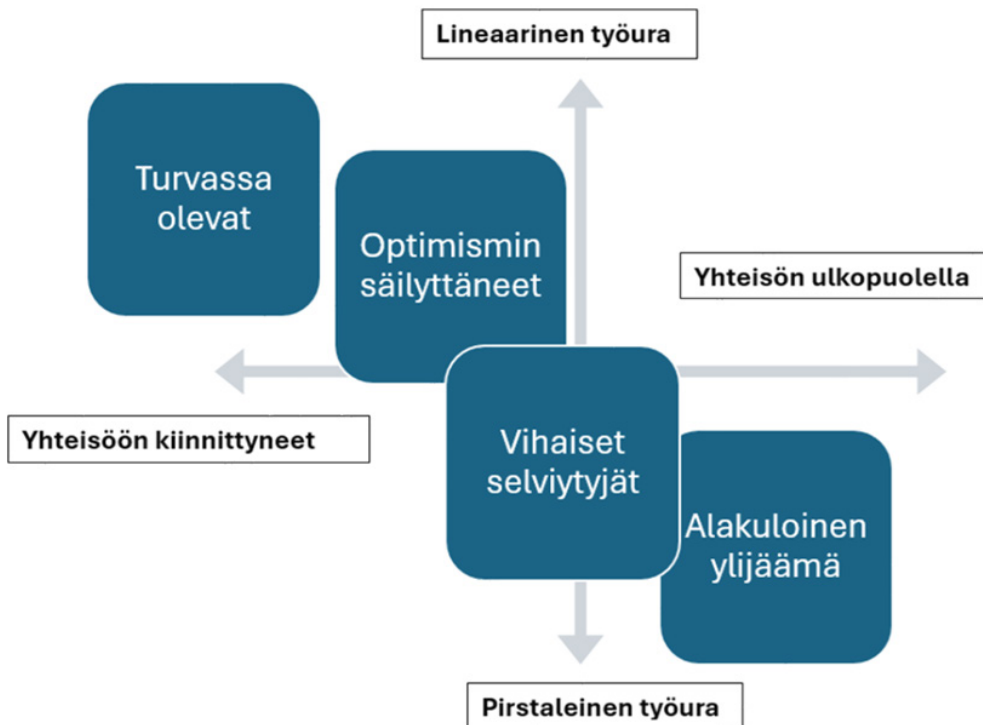 Lineaarinen työura
Turvassa
olevat
Optimismin
säilyttäneet
Yhteisön ulkopuolella
Yhteisöön kiinnittyneet
Vihaiset
selviytyjät
Alakuloinen
ylijäämä
Pirstaleinen työura